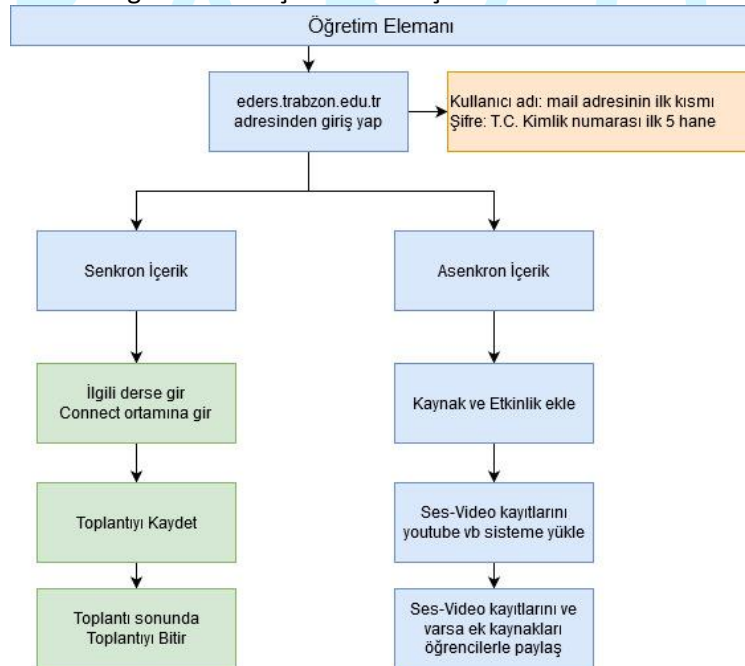 Öğretim Elemanı
eders.trabzon.edu.tr
adresinden giriş yap
Kullanıcı adı: mail adresinin ilk kısmı
Şifre: T.C. Kimlik numarası ilk 5 hane
Senkron İçerik
Asenkron İçerik
İlgili derse gir
Connect ortamına gir
Kaynak ve Etkinlik ekle
Toplantıyı Kaydet
Ses-Video kayıtlarını
youtube vb sisteme yükle
Toplantı sonunda
Toplantıyı Bitir
Ses-Video kayıtlarını ve
varsa ek kaynakları
öğrencilerle paylaş